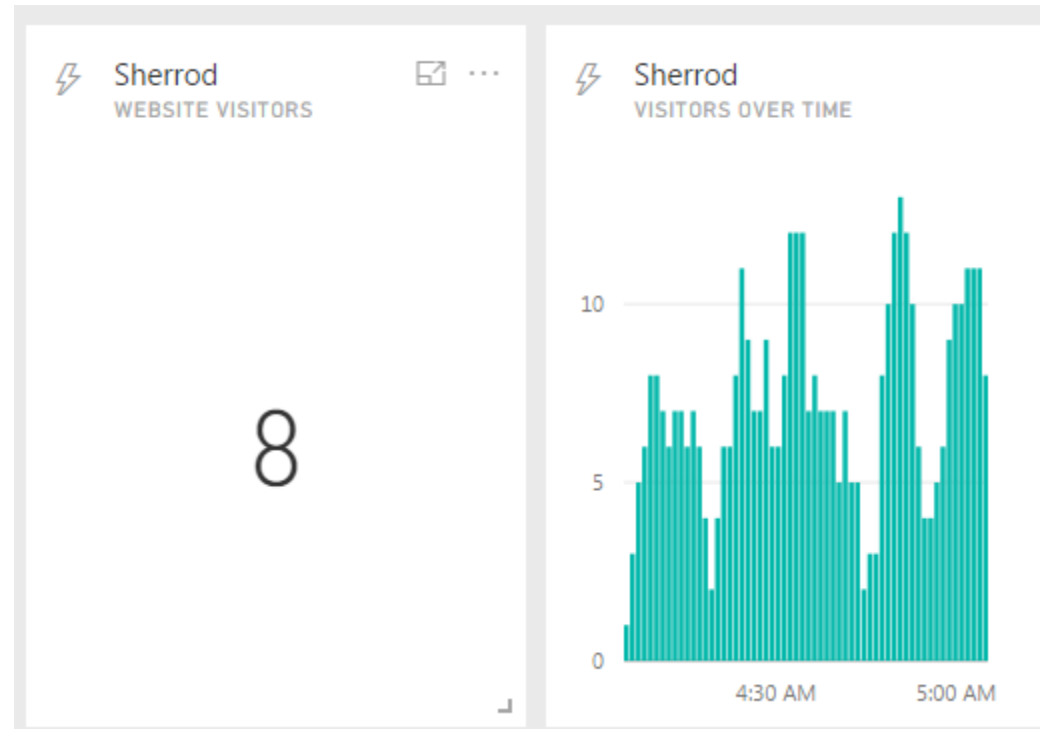 Sherrod
WEBSITE VISITORS
8
Sherrod
VISITORS OVER TIME
10
5
0
4:30 AM
5:00 AM